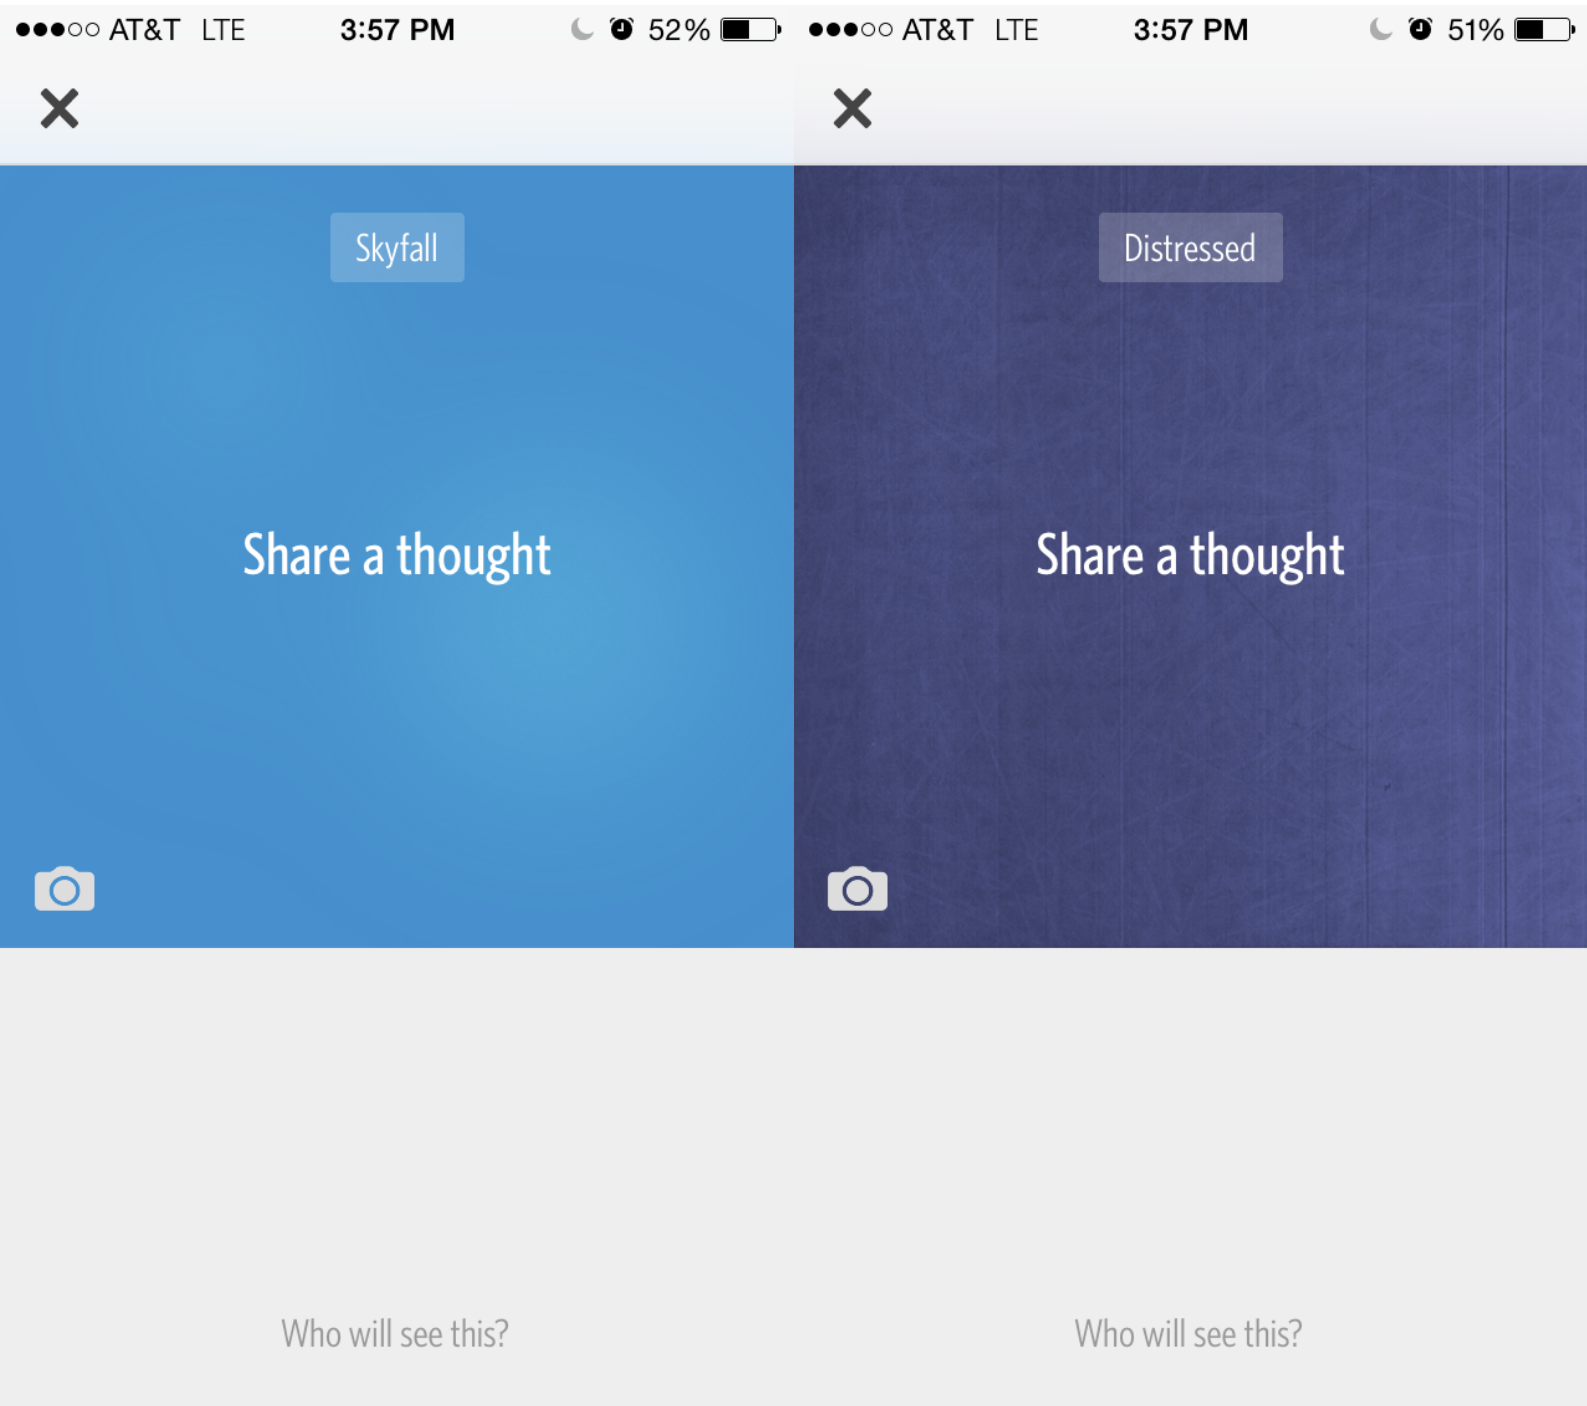 AT&T LTE 3:57 PM 52%
Skyfall
Share a thought
Who will see this?
AT&T LTE 3:57 PM 51%
Distressed
Share a thought
Who will see this?